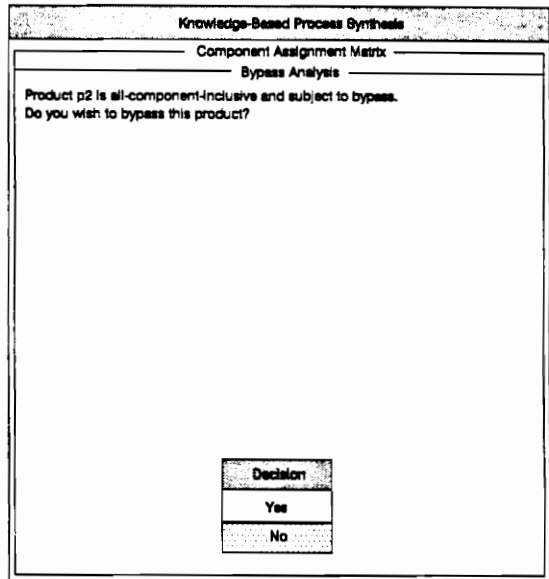 Knowledge-Based Process Synthesis
Component Assignment Matrix
Bypass Analysis
Product p2 is all-component-inclusive and subject to bypass.
Do you wish to bypass this product?
Decision
Yes
No